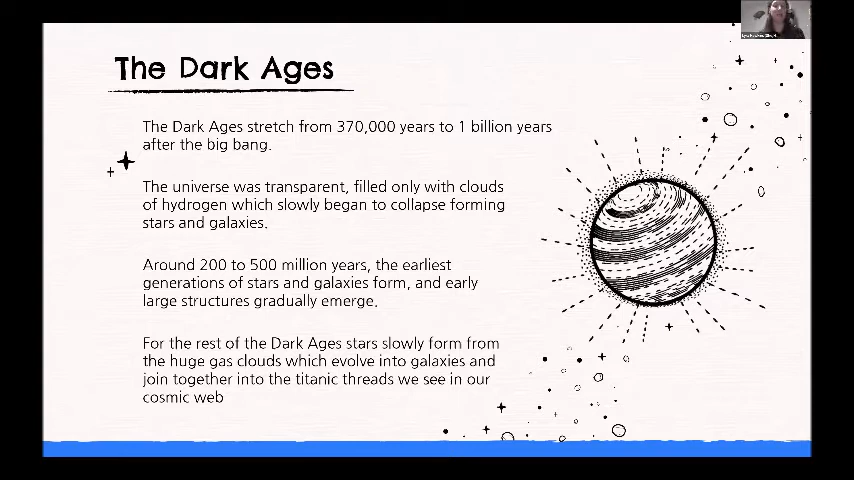 The Dark Ages
The Dark Ages stretch from 370,000 years to 1 billion years
after the big bang.
The universe was transparent, filled only with clouds
of hydrogen which slowly began to collapse forming
stars and galaxies.
Around 200 to 500 million years, the earliest
generations of stars and galaxies form, and early
large structures gradually emerge.
For the rest of the Dark Ages stars slowly form from
the huge gas clouds which evolve into galaxies and
join together into the titanic threads we see in our
cosmic web